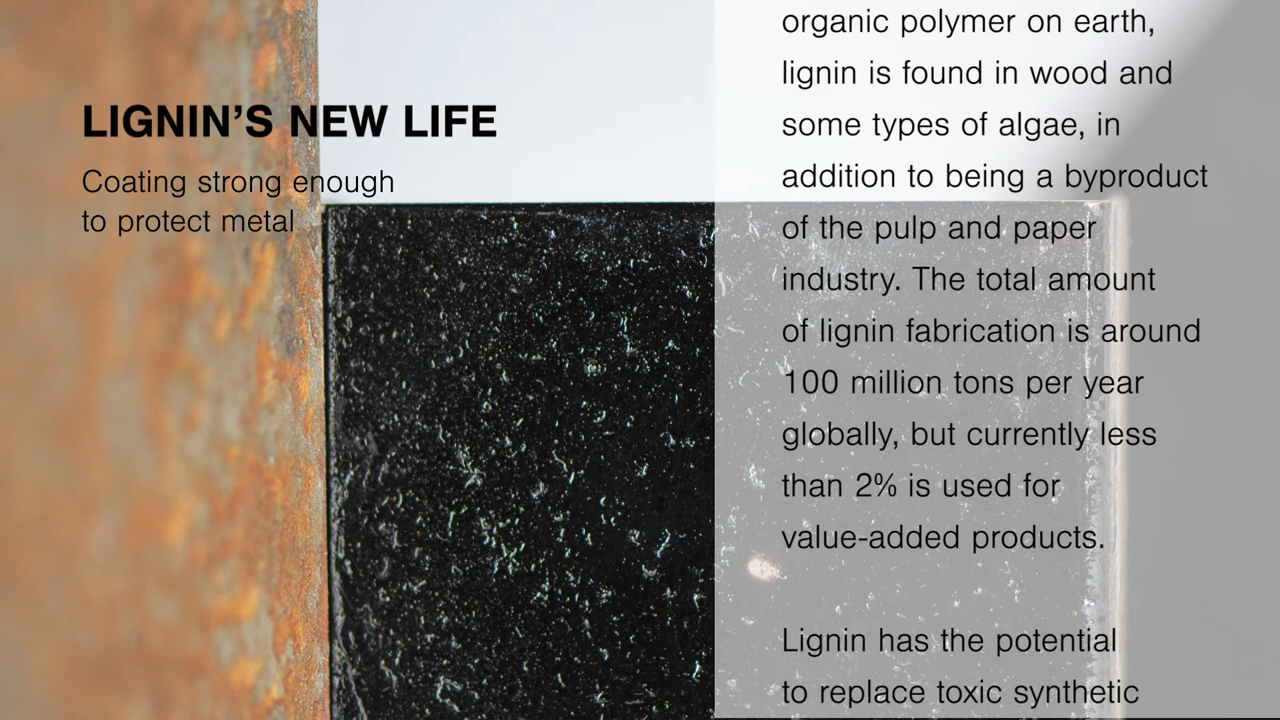 LIGNIN’S NEW LIFE
Coating strong enough
to protect metal
organic polymer on earth,
lignin is found in wood and
some types of algae, in
addition to being a byproduct
of the pulp and paper
industry. The total amount
of lignin fabrication is around
100 million tons per year
globally, but currently less
than 2% is used for
value-added products.
Lignin has the potential
to replace toxic synthetic